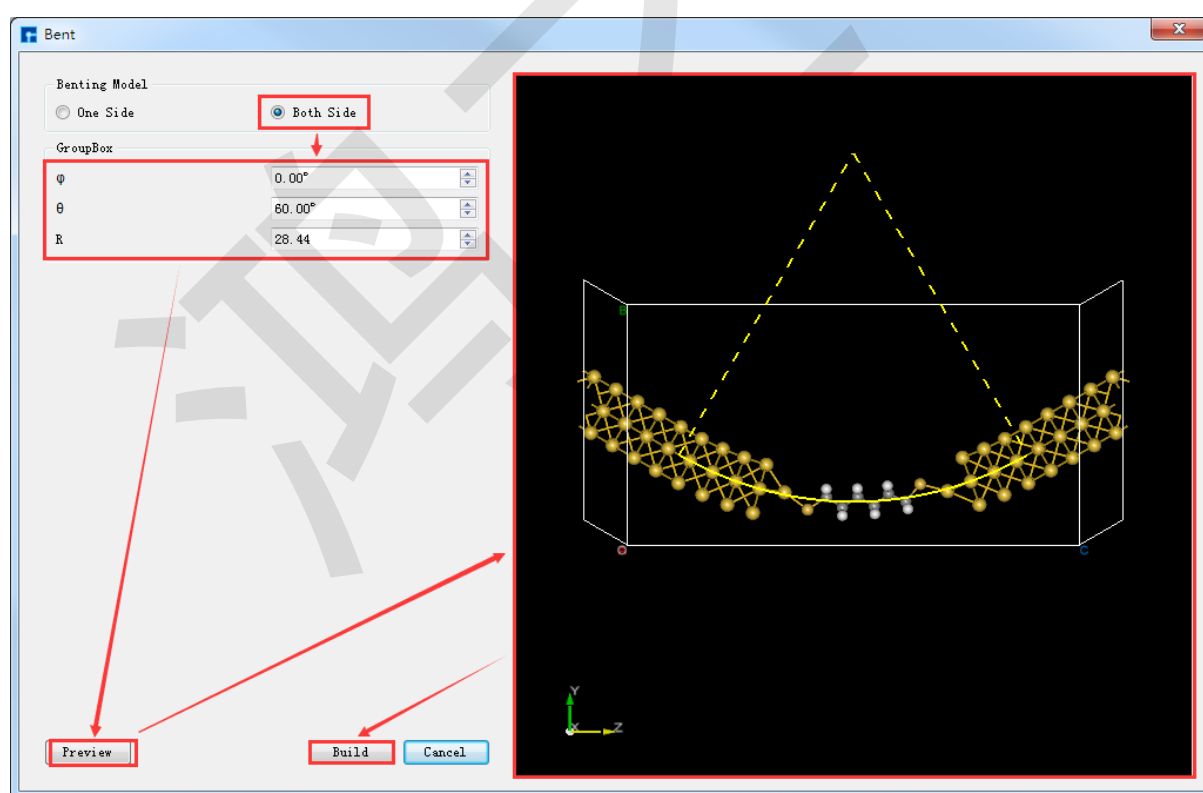 Bent
Benting Model
One Side
Both Side
GroupBox
φ 0.00°
θ 60.00°
R 28.44
B
O
C
Y
X Z
Preview
Build
Cancel